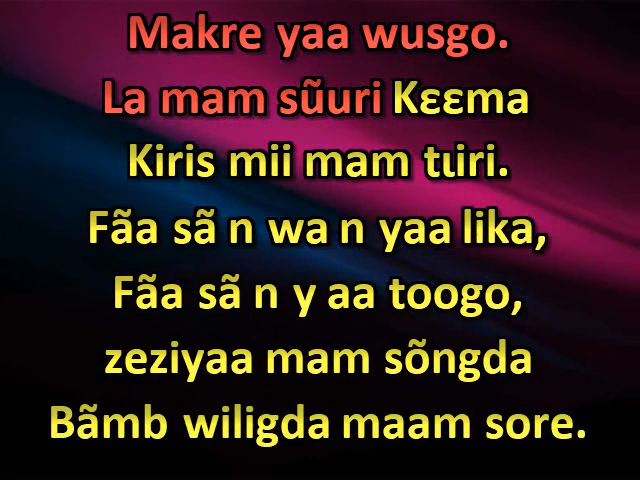 Makre yaa wusgo.
La mam sũuri Kɛɛma
Kiris mii mam tɩiri.
Fãa sã n wa n yaa lika,
Fãa sã n y aa toogo,
zeziyaa mam sõngda
Bãmb wiligda maam sore.